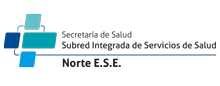 Secretaría de Salud
Subred Integrada de Servicios de Salud
Norte E.S.E.